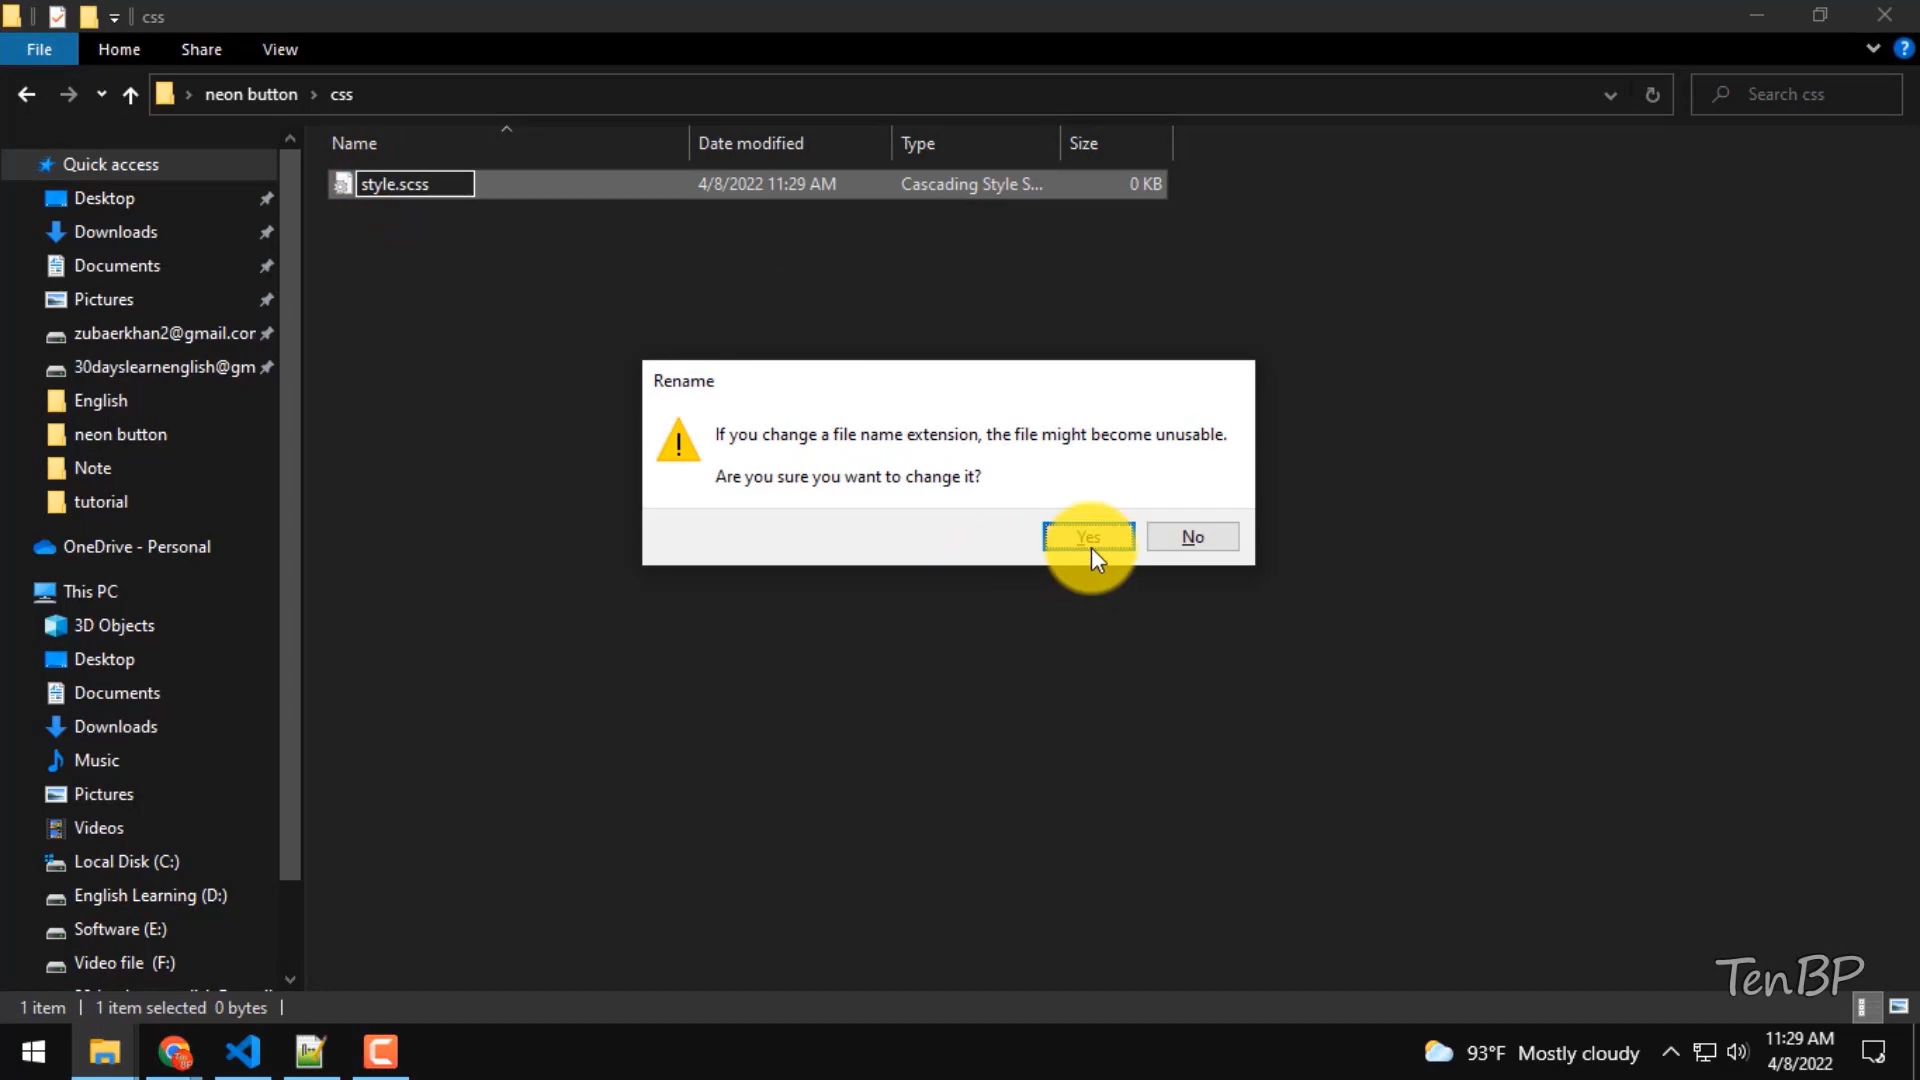 css
File
Home
Share
View
neon button
css
Search css
Name
Date modified
Type
Size
style.scss
4/8/2022 11:29 AM
Cascading Style S...
0 KB
Quick access
Desktop
Downloads
Documents
Pictures
zubaerkhan2@gmail.cor
30dayslearnenglish@gm
English
neon button
Note
tutorial
OneDrive - Personal
This PC
3D Objects
Desktop
Documents
Downloads
Music
Pictures
Videos
Local Disk (C:)
English Learning (D:)
Software (E:)
Video file (F:)
Rename
If you change a file name extension, the file might become unusable.
Are you sure you want to change it?
Yes
No
TenBP
1 item
1 item selected 0 bytes
93°F Mostly cloudy
11:29 AM
4/8/2022